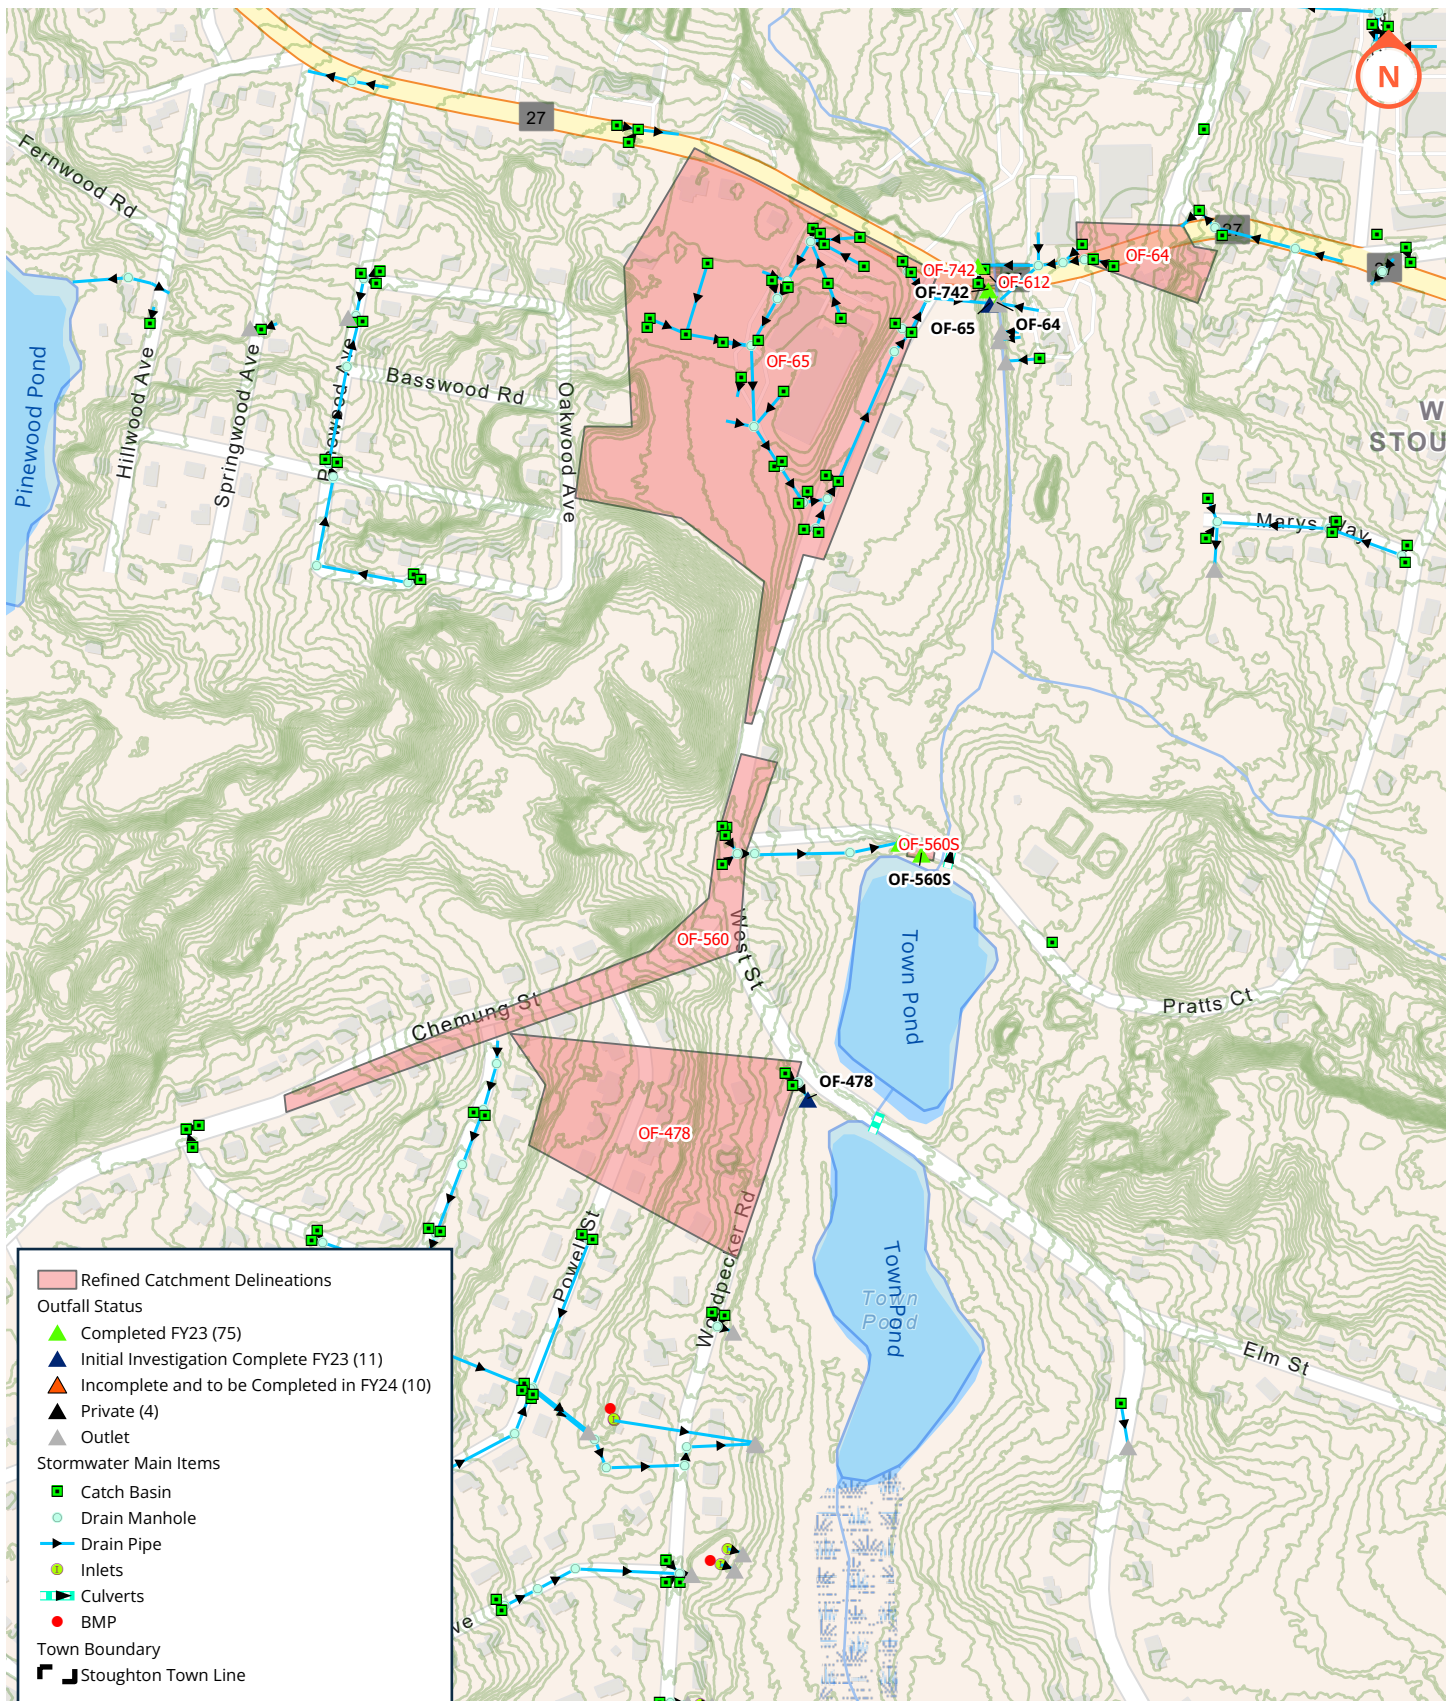 N
27
27
Fernwood Rd
OF-742
OF-64
OF-612
OF-742
OF-64
OF-65
OF-65
Pinewood Pond
Hillwood Ave
Springwood Ave
Basswood Rd
Oakwood Ave
W
STOU
Marys Way
OF-560S
OF-560S
West St
OF-560
Town Pond
Pratts Ct
Chemung St
OF-478
OF-478
Powell St
Woodpecker Rd
Town Pond
Town
Pond
Elm St
ve
Refined Catchment Delineations
Outfall Status
Completed FY23 (75)
Initial Investigation Complete FY23 (11)
Incomplete and to be Completed in FY24 (10)
Private (4)
Outlet
Stormwater Main Items
Catch Basin
Drain Manhole
Drain Pipe
Inlets
Culverts
BMP
Town Boundary
Stoughton Town Line